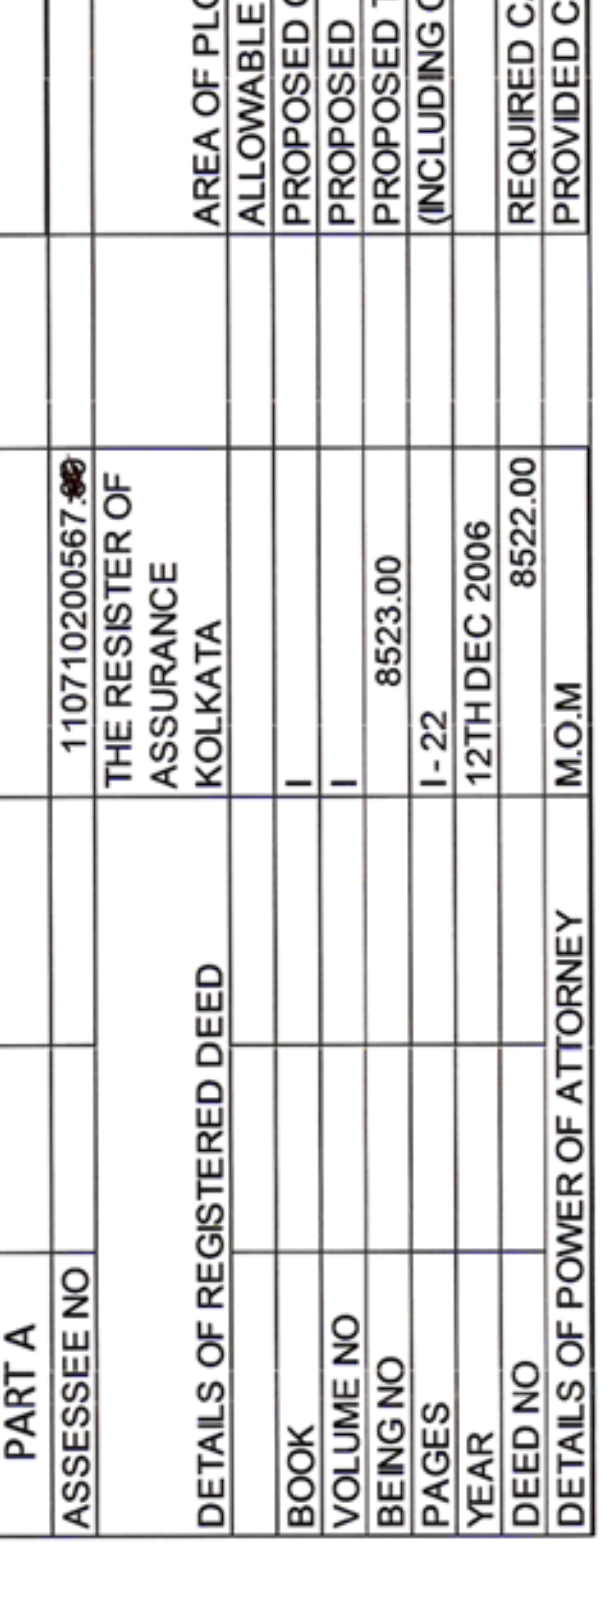 PART A
ASSESSEE NO 110710200567.
DETAILS OF REGISTERED DEED THE RESISTER OF
ASSURANCE
KOLKATA AREA OF PLO
ALLOWABLE
BOOK I PROPOSED
VOLUME NO I PROPOSED
BEING NO 8523.00 PROPOSED
PAGES I - 22 (INCLUDING
YEAR 12TH DEC 2006
DEED NO 8522.00 REQUIRED
DETAILS OF POWER OF ATTORNEY M.O.M PROVIDED